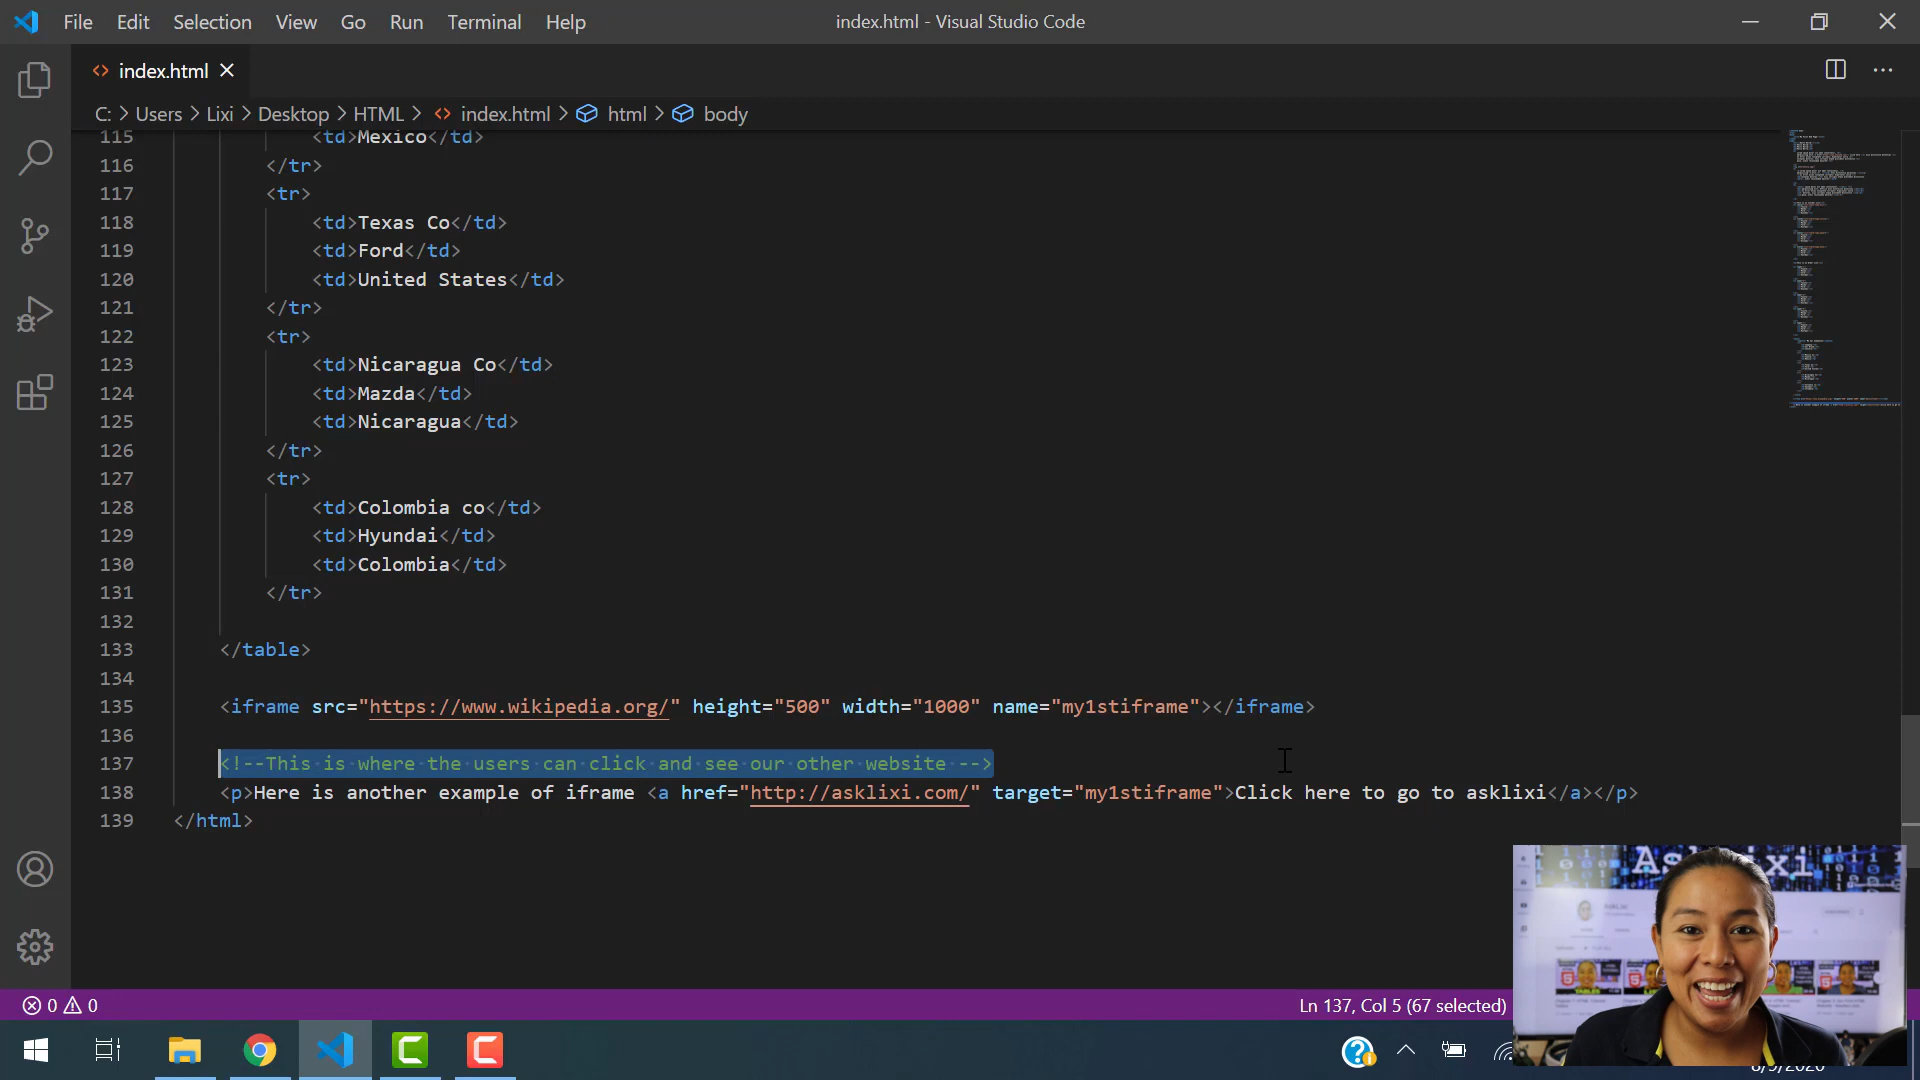 File Edit Selection View Go Run Terminal Help index.html - Visual Studio Code
index.html
C: > Users > Lixi > Desktop > HTML > index.html > html > body
115 <td>Mexico</td>
116 </tr>
117 <tr>
118 <td>Texas Co</td>
119 <td>Ford</td>
120 <td>United States</td>
121 </tr>
122 <tr>
123 <td>Nicaragua Co</td>
124 <td>Mazda</td>
125 <td>Nicaragua</td>
126 </tr>
127 <tr>
128 <td>Colombia co</td>
129 <td>Hyundai</td>
130 <td>Colombia</td>
131 </tr>
132
133 </table>
134
135 <iframe src="https://www.wikipedia.org/" height="500" width="1000" name="my1stiframe"></iframe>
136
137 <!--This is where the users can click and see our other website -->
138 <p>Here is another example of iframe <a href="http://asklixi.com/" target="my1stiframe">Click here to go to asklixi</a></p>
139 </html>
0 0 Ln 137, Col 5 (67 selected)